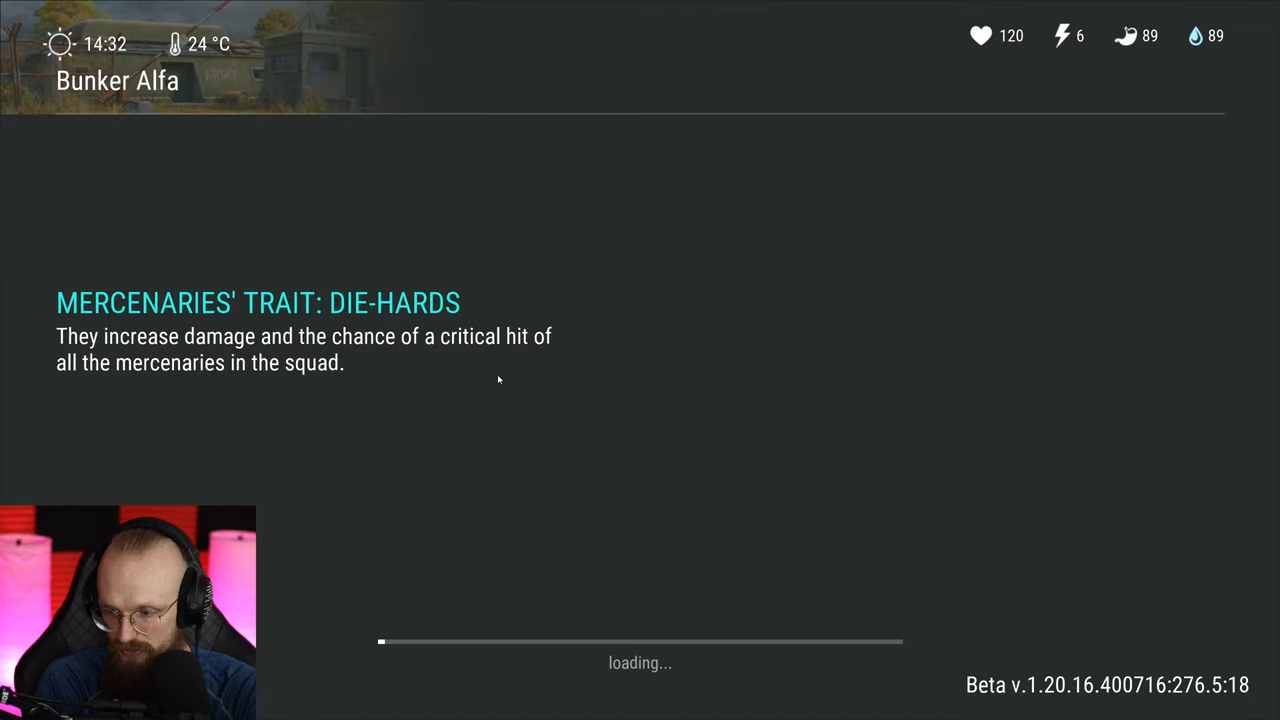 14:32 24 °C 120 6 89 89
Bunker Alfa
ARMY
MERCENARIES' TRAIT: DIE-HARDS
They increase damage and the chance of a critical hit of
all the mercenaries in the squad.
loading...
Beta v.1.20.16.400716:276.5:18